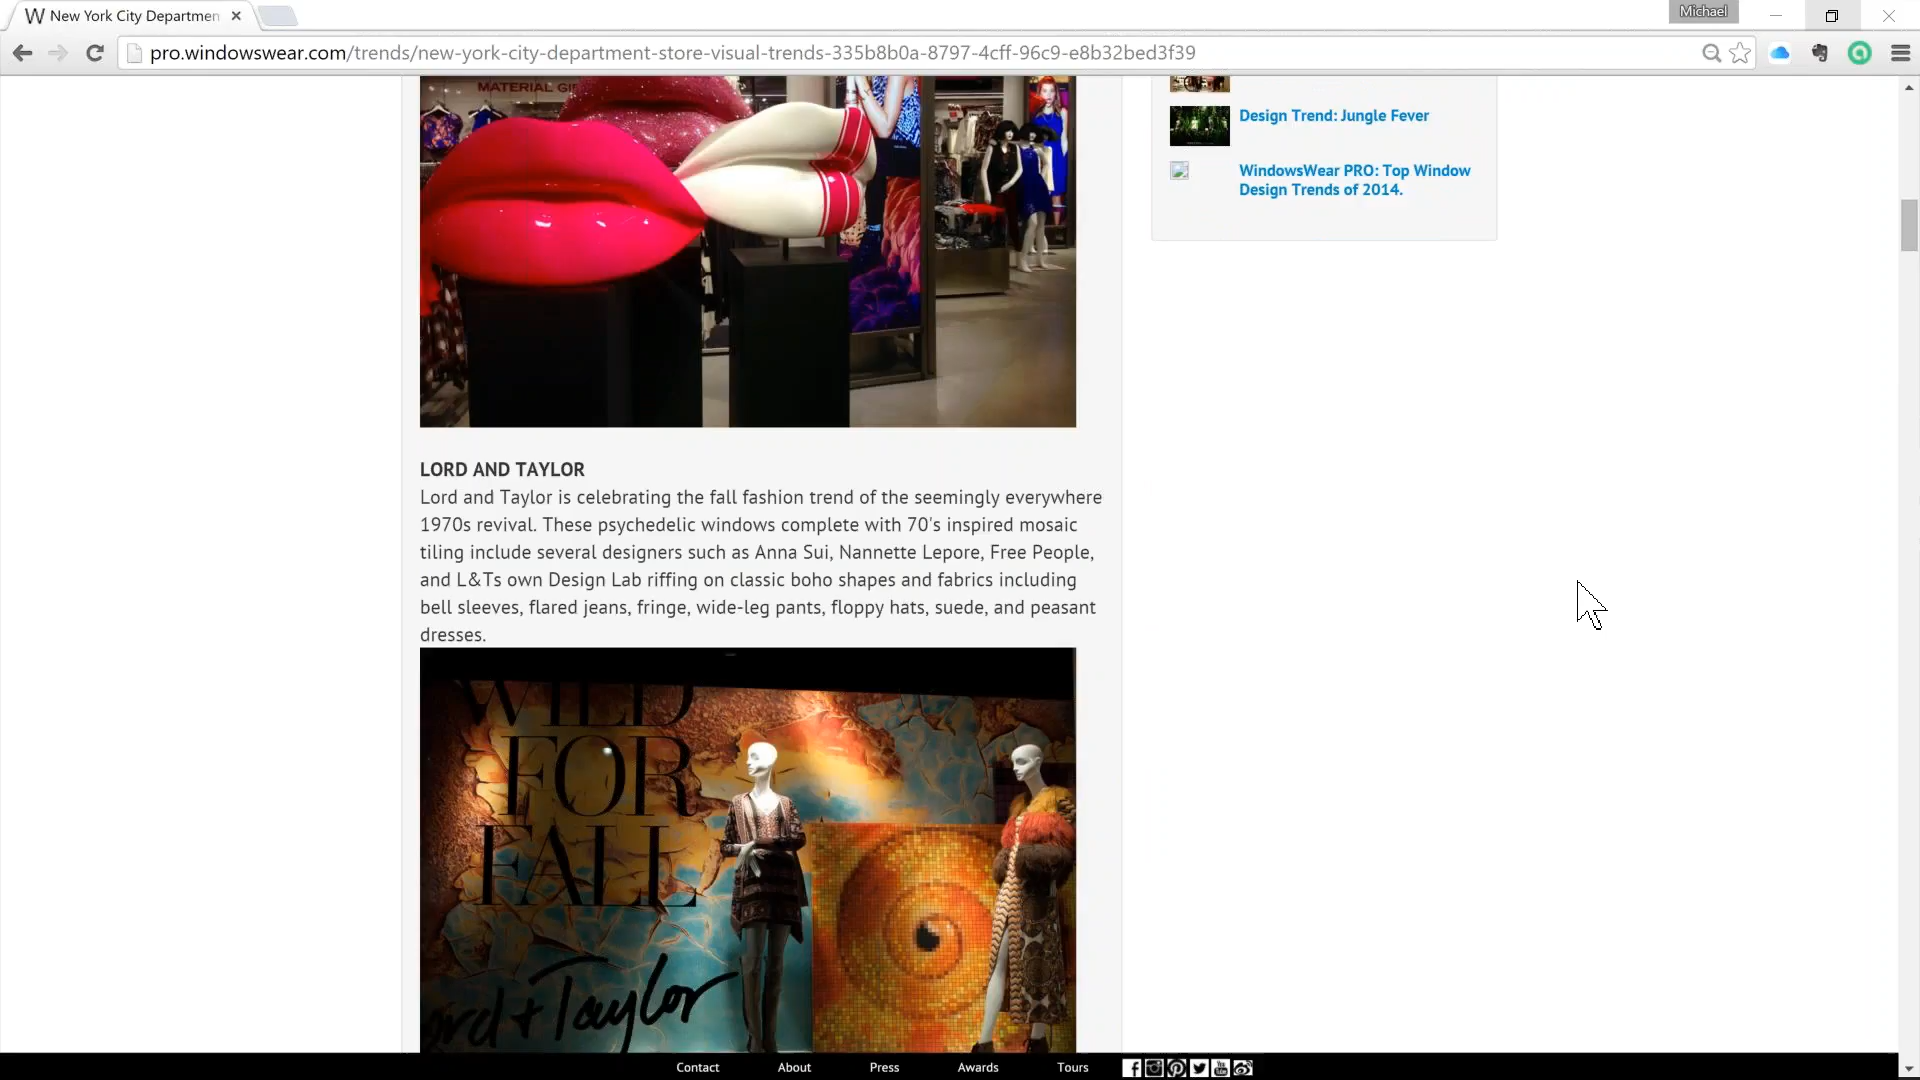 New York City Departmen
Michael
pro.windowswear.com/trends/new-york-city-department-store-visual-trends-335b8b0a-8797-4cff-96c9-e8b32bed3f39
MATERIAL GI
Design Trend: Jungle Fever
WindowsWear PRO: Top Window
Design Trends of 2014.
LORD AND TAYLOR
Lord and Taylor is celebrating the fall fashion trend of the seemingly everywhere
1970s revival. These psychedelic windows complete with 70's inspired mosaic
tiling include several designers such as Anna Sui, Nannette Lepore, Free People,
and L&Ts own Design Lab riffing on classic boho shapes and fabrics including
bell sleeves, flared jeans, fringe, wide-leg pants, floppy hats, suede, and peasant
dresses.
WILD
FOR
FALL
ord + Taylor
Contact About Press Awards Tours